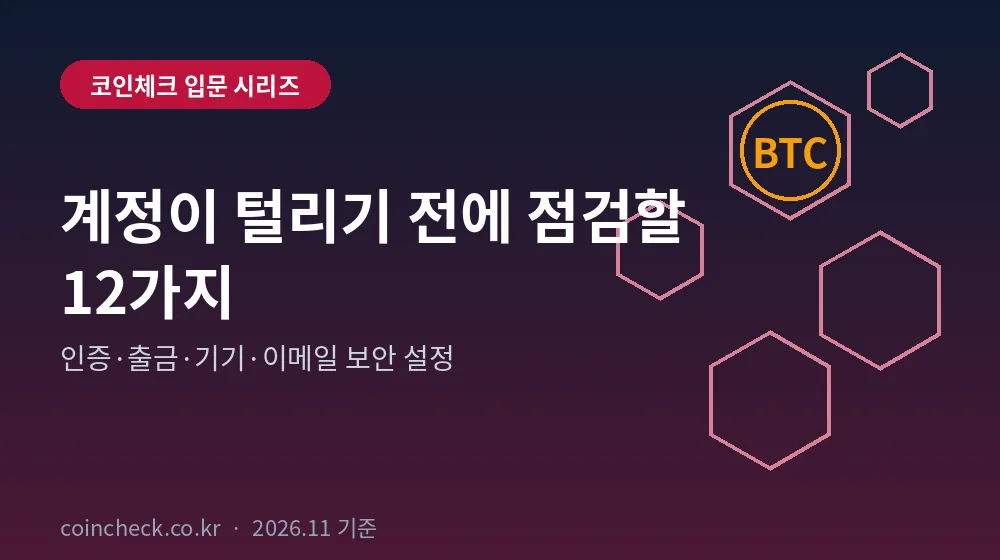 코인체크 입문 시리즈
BTC
계정이 털리기 전에 점검할
12가지
인증·출금·기기·이메일 보안 설정
coincheck.co.kr · 2026.11 기준